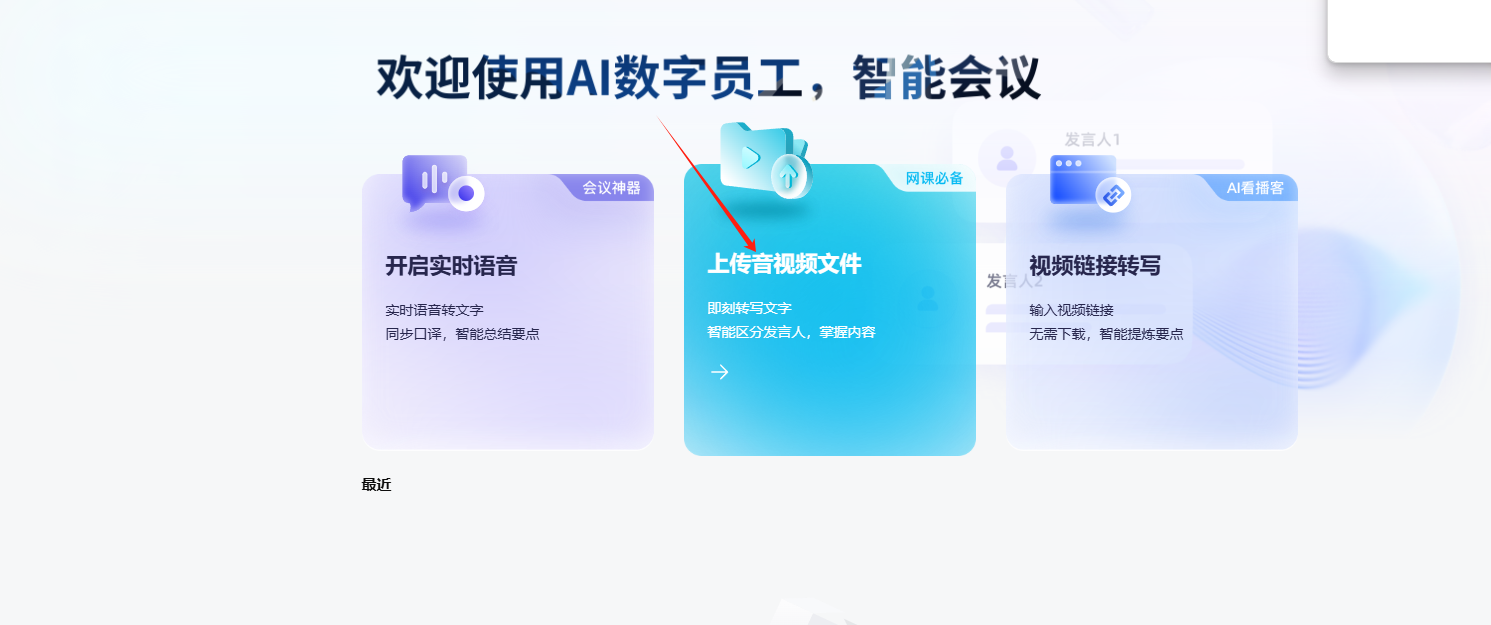 欢迎使用AI数字员工，智能会议
发言人1
会议神器
开启实时语音
实时语音转文字
同步口译，智能总结要点
网课必备
上传音视频文件
即刻转写文字
智能区分发言人，掌握内容
AI看播客
发言人2
视频链接转写
输入视频链接
无需下载，智能提炼要点
最近